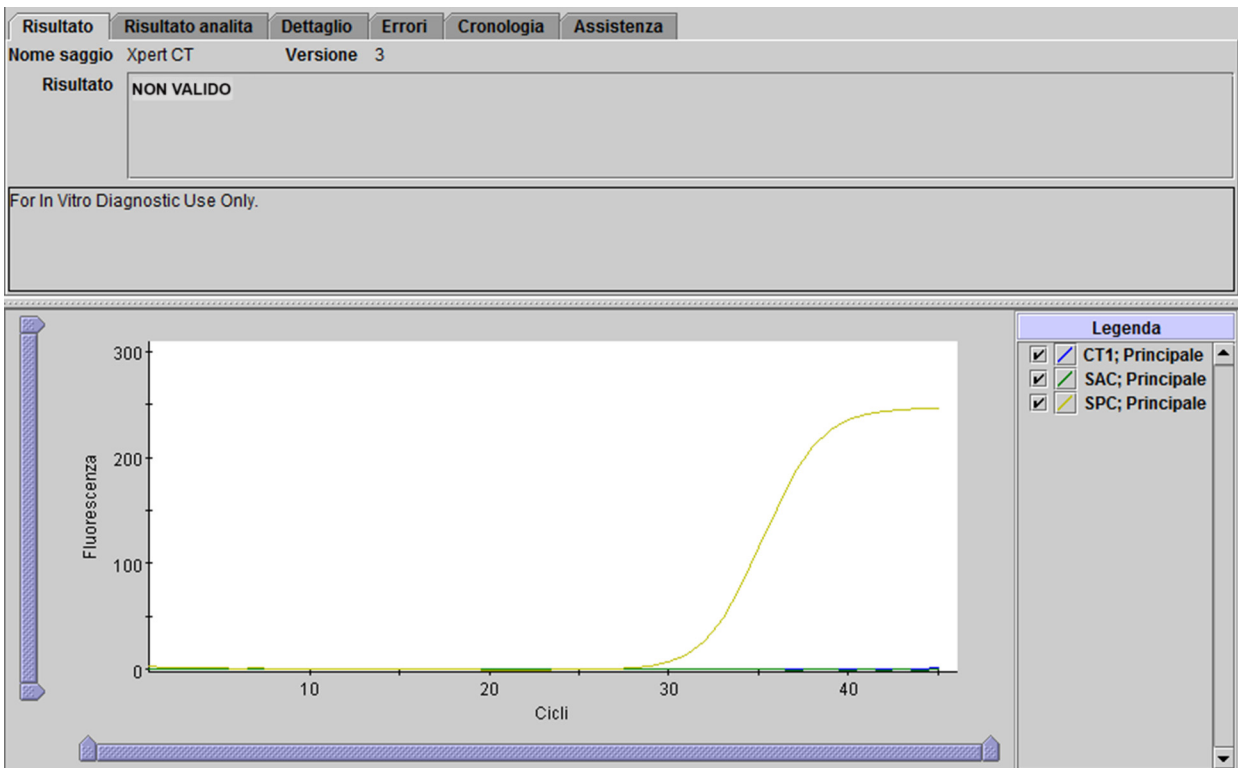 Risultato Risultato analita Dettaglio Errori Cronologia Assistenza
Nome saggio Xpert CT Versione 3
Risultato NON VALIDO
For In Vitro Diagnostic Use Only.
Legenda
CT1; Principale
SAC; Principale
SPC; Principale
300
200
100
0
Fluorescenza
10 20 30 40
Cicli